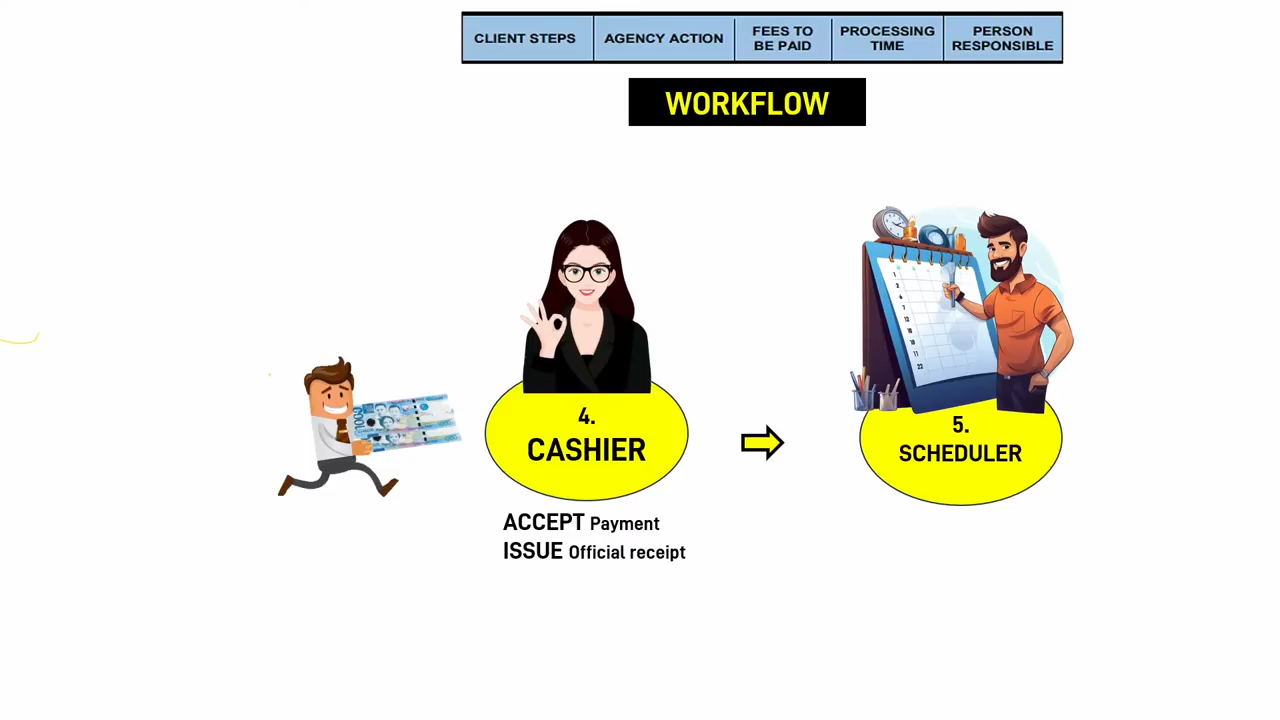 CLIENT STEPS
AGENCY ACTION
FEES TO
BE PAID
PROCESSING
TIME
PERSON
RESPONSIBLE
WORKFLOW
4.
CASHIER
5.
SCHEDULER
ACCEPT Payment
ISSUE Official receipt